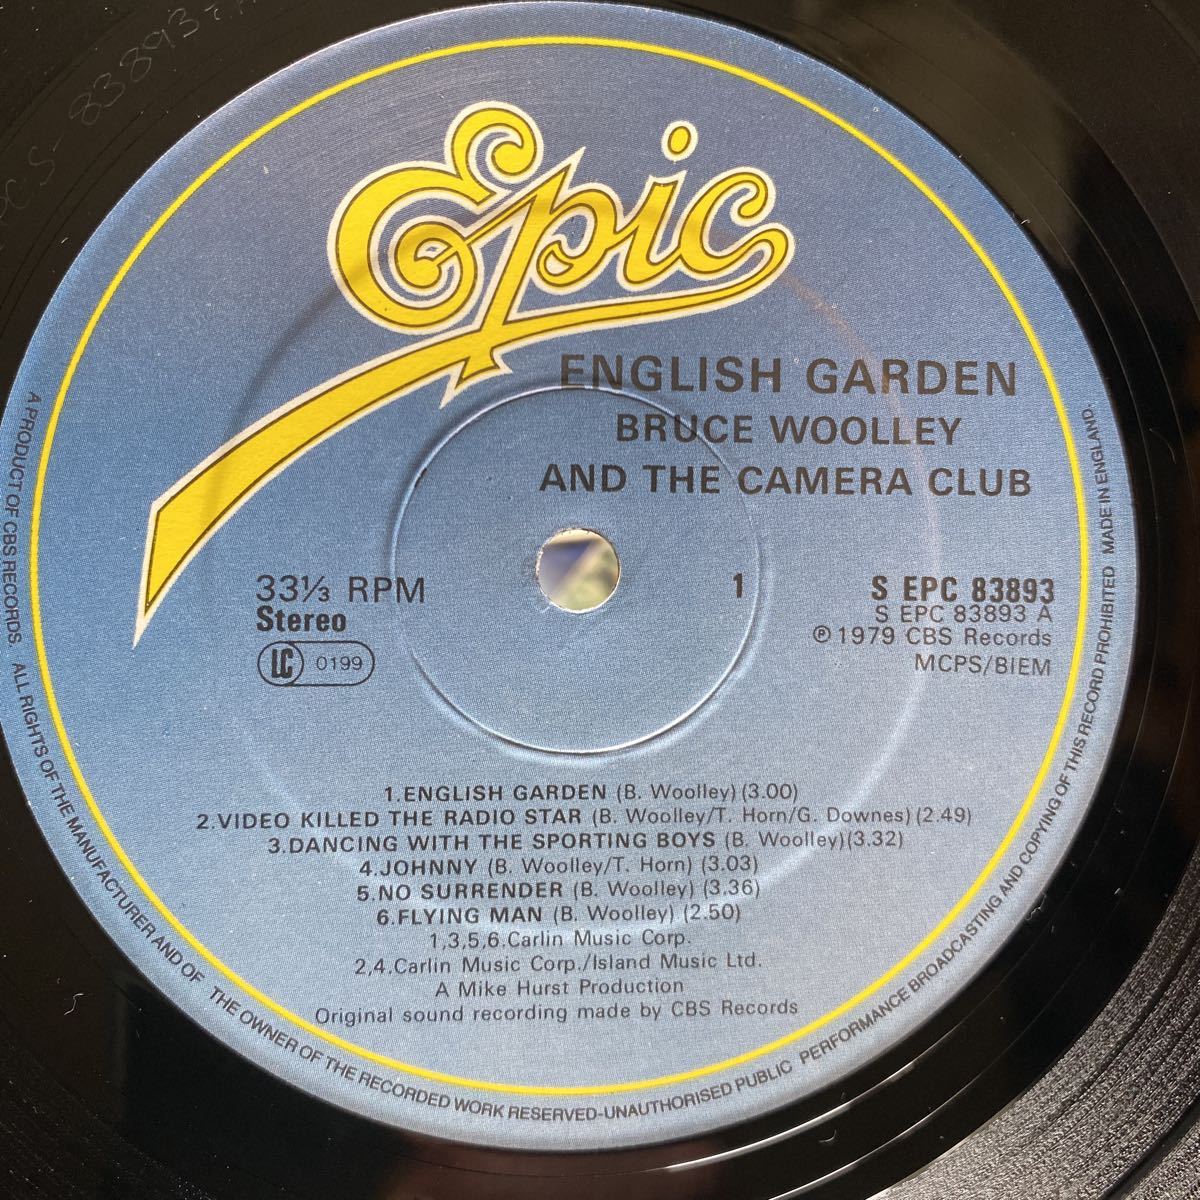 Epic
ENGLISH GARDEN
BRUCE WOOLLEY
AND THE CAMERA CLUB
33⅓ RPM
Stereo
LC 0199
1
S EPC 83893
S EPC 83893 A
℗ 1979 CBS Records
MCPS/BIEM
1.ENGLISH GARDEN (B. Woolley) (3.00)
2.VIDEO KILLED THE RADIO STAR (B. Woolley/T. Horn/G. Downes) (2.49)
3.DANCING WITH THE SPORTING BOYS (B. Woolley)(3.32)
4.JOHNNY (B. Woolley/T. Horn) (3.03)
5.NO SURRENDER (B. Woolley) (3.36)
6.FLYING MAN (B. Woolley) (2.50)
1,3,5,6.Carlin Music Corp.
2,4.Carlin Music Corp./Island Music Ltd.
A Mike Hurst Production
Original sound recording made by CBS Records
A PRODUCT OF CBS RECORDS. ALL RIGHTS OF THE MANUFACTURER AND OF THE OWNER OF THE RECORDED WORK RESERVED-UNAUTHORISED PUBLIC PERFORMANCE BROADCASTING AND COPYING OF THIS RECORD PROHIBITED MADE IN ENGLAND.
S-83893